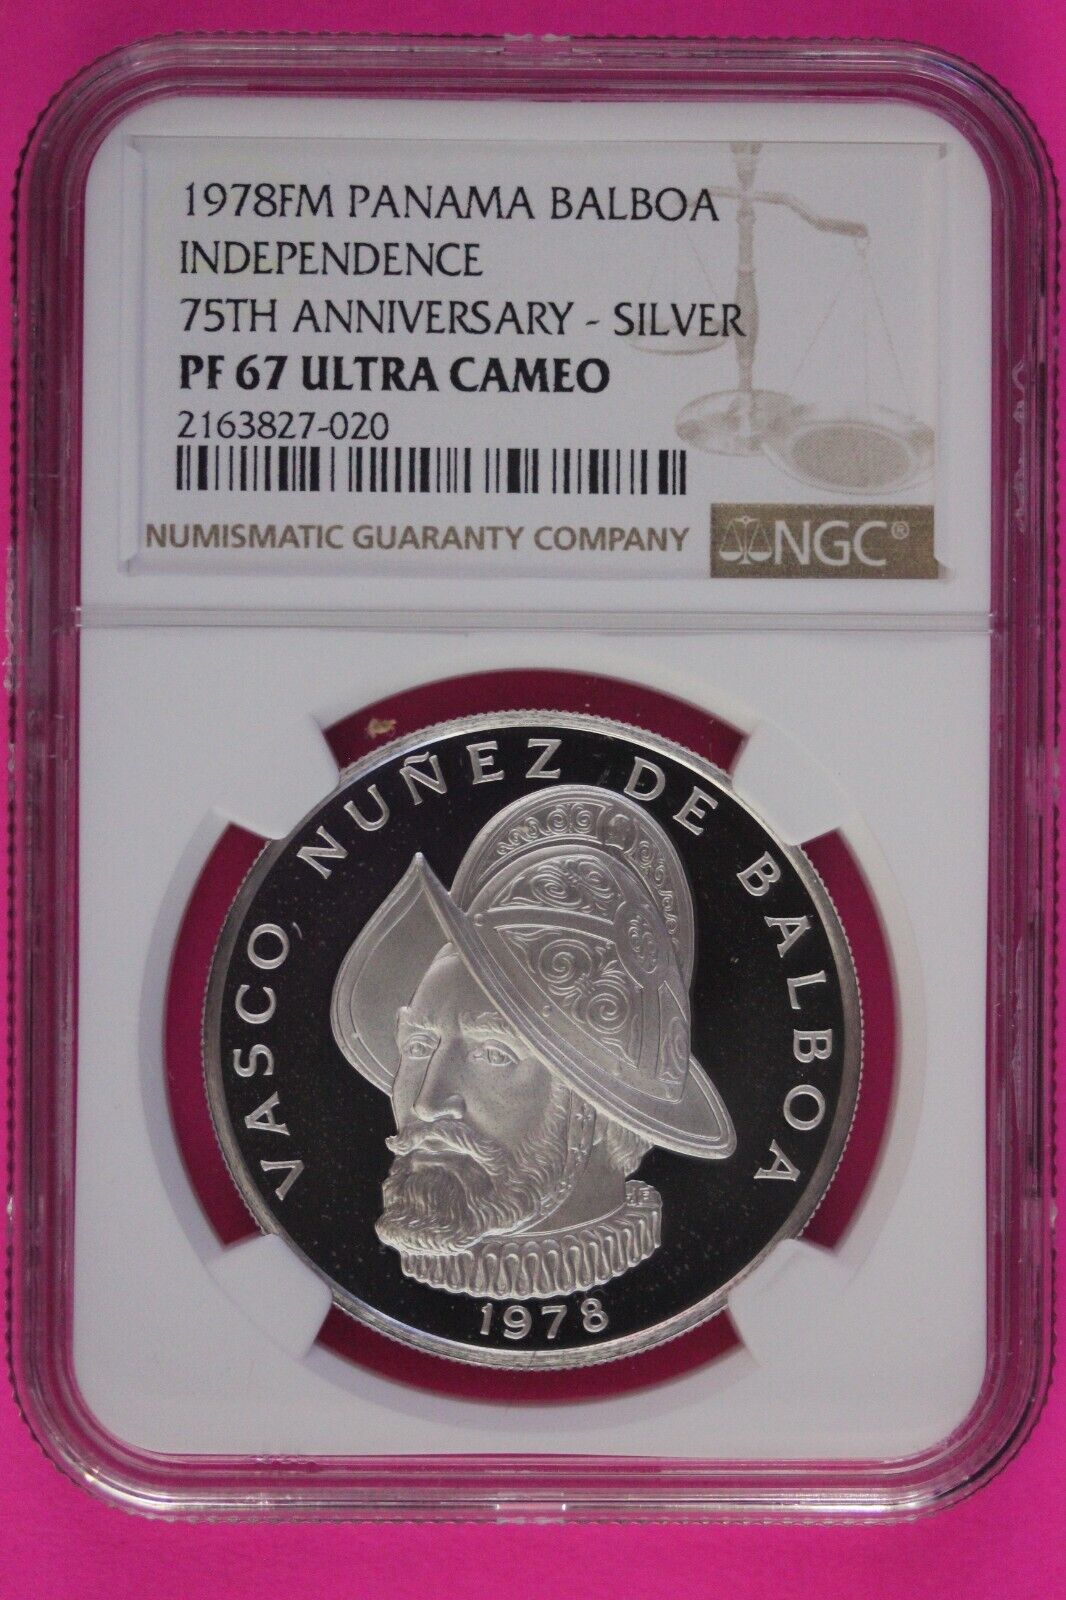 1978FM PANAMA BALBOA
INDEPENDENCE
75TH ANNIVERSARY - SILVER
PF 67 ULTRA CAMEO
2163827-020
NUMISMATIC GUARANTY COMPANY
NGC®
VASCO NUÑEZ DE BALBOA
1978